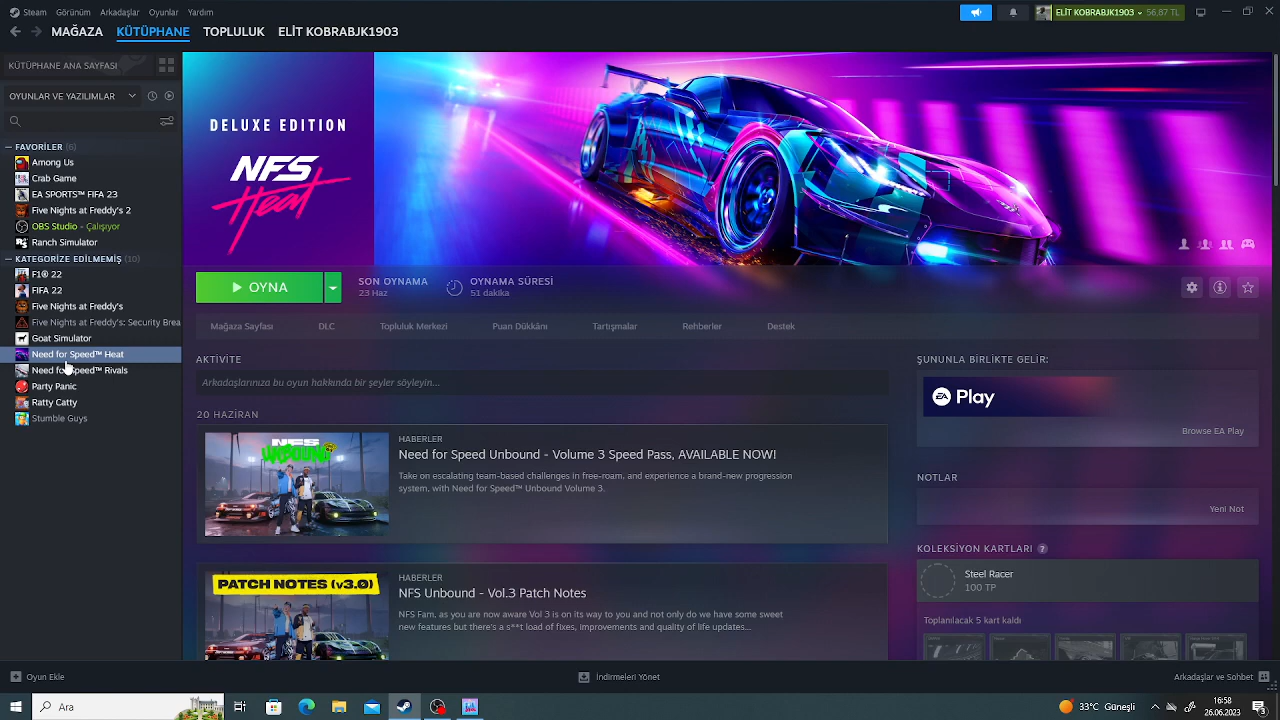 Steam Görünüm Arkadaşlar Oyunlar Yardım
ELİT KOBRABJK1903 56,87 TL
MAĞAZA KÜTÜPHANE TOPLULUK ELİT KOBRABJK1903
KÜTÜPHANE ANA SAYFASI
OYUNLAR VE YAZILIMLAR
FAVORİLER (6)
Among Us
Crab Game
EA SPORTS™ FIFA 23
Five Nights at Freddy's 2
OBS Studio - Çalışıyor
Ranch Simulator
KATEGORİZE EDİLMEMİŞ (10)
F1® 22
FIFA 22
Five Nights at Freddy's
Five Nights at Freddy's: Security Brea
Goat Simulator
Need for Speed™ Heat
Need for Speed™ Rivals
Party Panic
Ratty Catty
Stumble Guys
DELUXE EDITION
NFS
Heat
OYNA
SON OYNAMA
23 Haz
OYNAMA SÜRESİ
51 dakika
Mağaza Sayfası DLC Topluluk Merkezi Puan Dükkânı Tartışmalar Rehberler Destek
AKTİVİTE
Arkadaşlarınıza bu oyun hakkında bir şeyler söyleyin...
20 HAZİRAN
NFS
UNBOUND
HABERLER
Need for Speed Unbound - Volume 3 Speed Pass, AVAILABLE NOW!
Take on escalating team-based challenges in free-roam, and experience a brand-new progression
system, with Need for Speed™ Unbound Volume 3.
PATCH NOTES (v3.0)
HABERLER
NFS Unbound - Vol.3 Patch Notes
NFS Fam, as you are now aware Vol 3 is on its way to you and not only do we have some sweet
new features but there's a s**t load of fixes, improvements and quality of life updates...
ŞUNUNLA BİRLİKTE GELİR:
EA Play
Browse EA Play
NOTLAR
Yeni Not
KOLEKSİYON KARTLARI ?
Steel Racer
100 TP
Toplanılacak 5 kart kaldı
Oyun Ekle
İndirmeleri Yönet
Arkadaşlar ve Sohbet
Ara
33°C Güneşli
16:58
26.06.2023